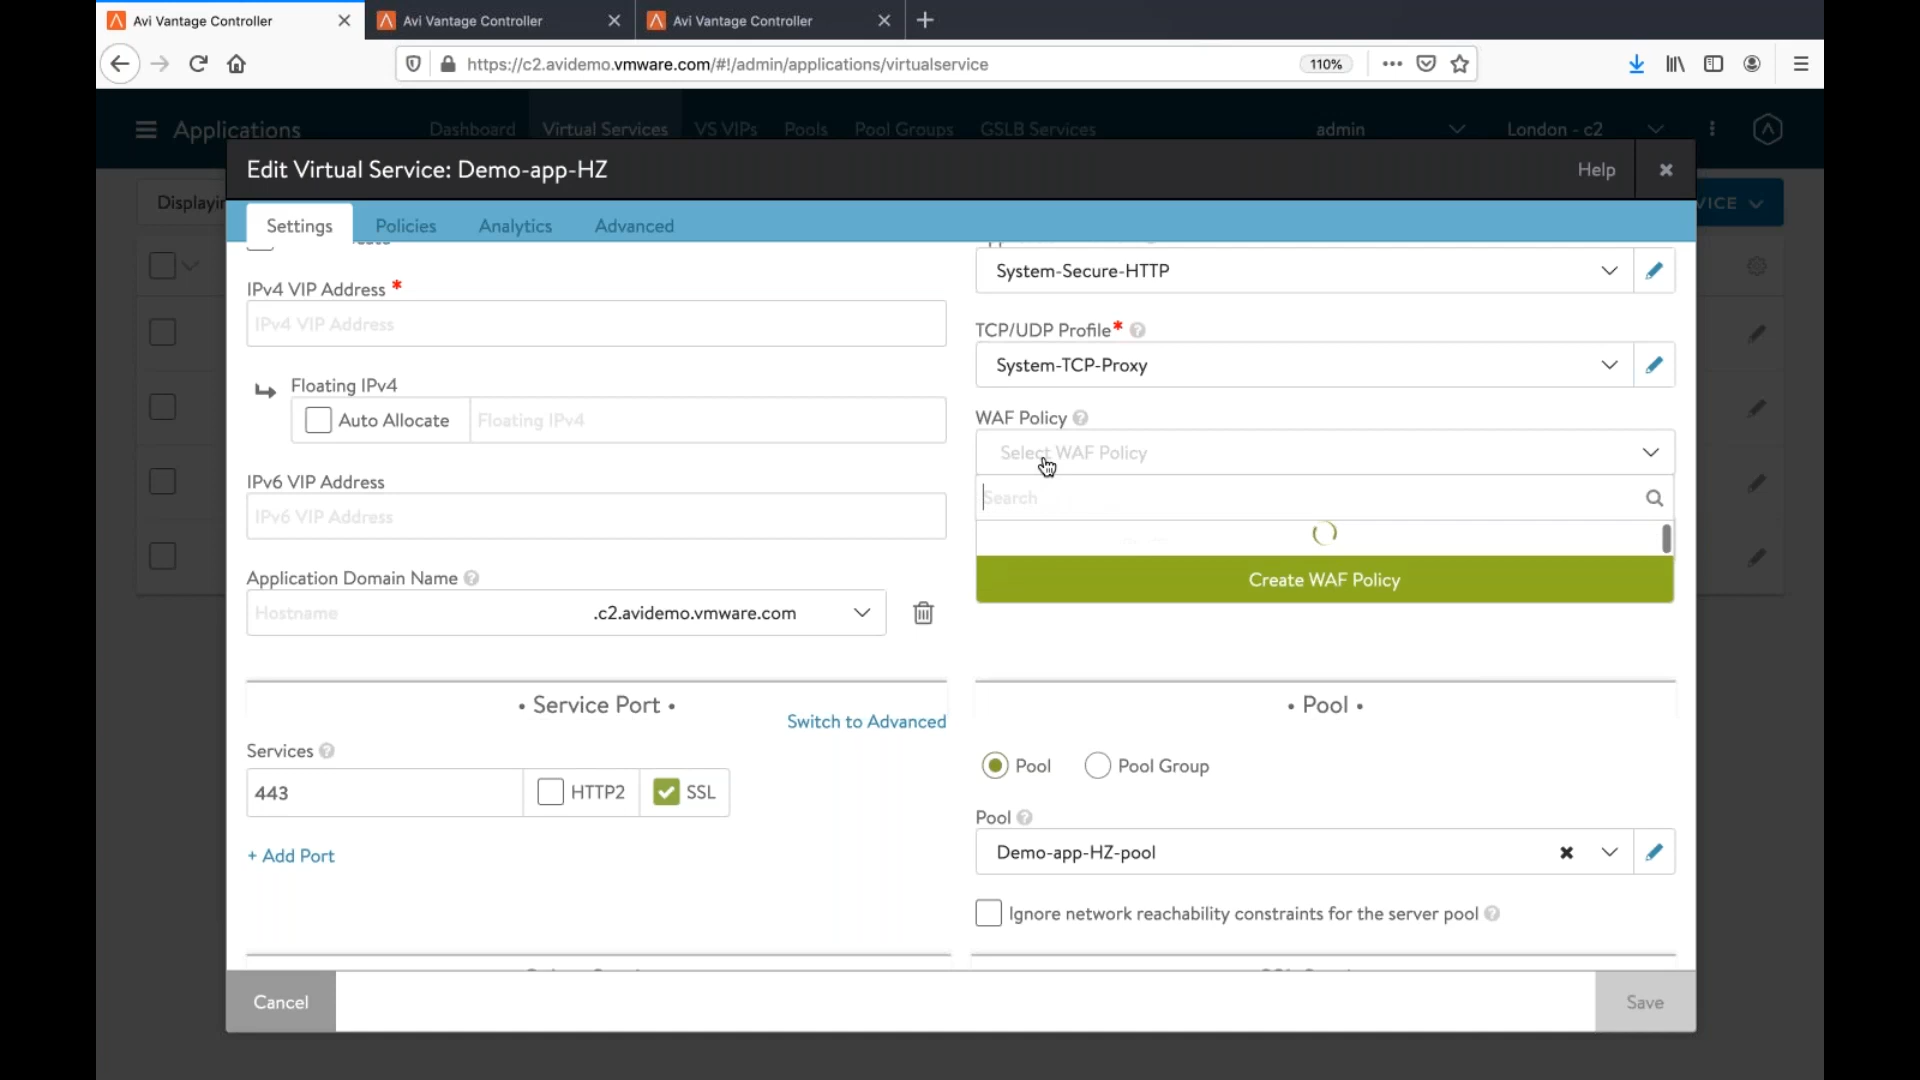 Avi Vantage Controller
Avi Vantage Controller
Avi Vantage Controller
https://c2.avidemo.vmware.com/#!/admin/applications/virtualservice
110%
Applications
Dashboard
Virtual Services
VS VIPs
Pools
Pool Groups
GSLB Services
admin
London - c2
Edit Virtual Service: Demo-app-HZ
Help
Settings
Policies
Analytics
Advanced
IPv4 VIP Address *
IPv4 VIP Address
Floating IPv4
Auto Allocate
Floating IPv4
IPv6 VIP Address
IPv6 VIP Address
Application Domain Name
Hostname
.c2.avidemo.vmware.com
System-Secure-HTTP
TCP/UDP Profile*
System-TCP-Proxy
WAF Policy
Select WAF Policy
Search
Create WAF Policy
• Service Port •
Switch to Advanced
Services
443
HTTP2
SSL
+ Add Port
• Pool •
Pool
Pool Group
Pool
Demo-app-HZ-pool
Ignore network reachability constraints for the server pool
Cancel
Save